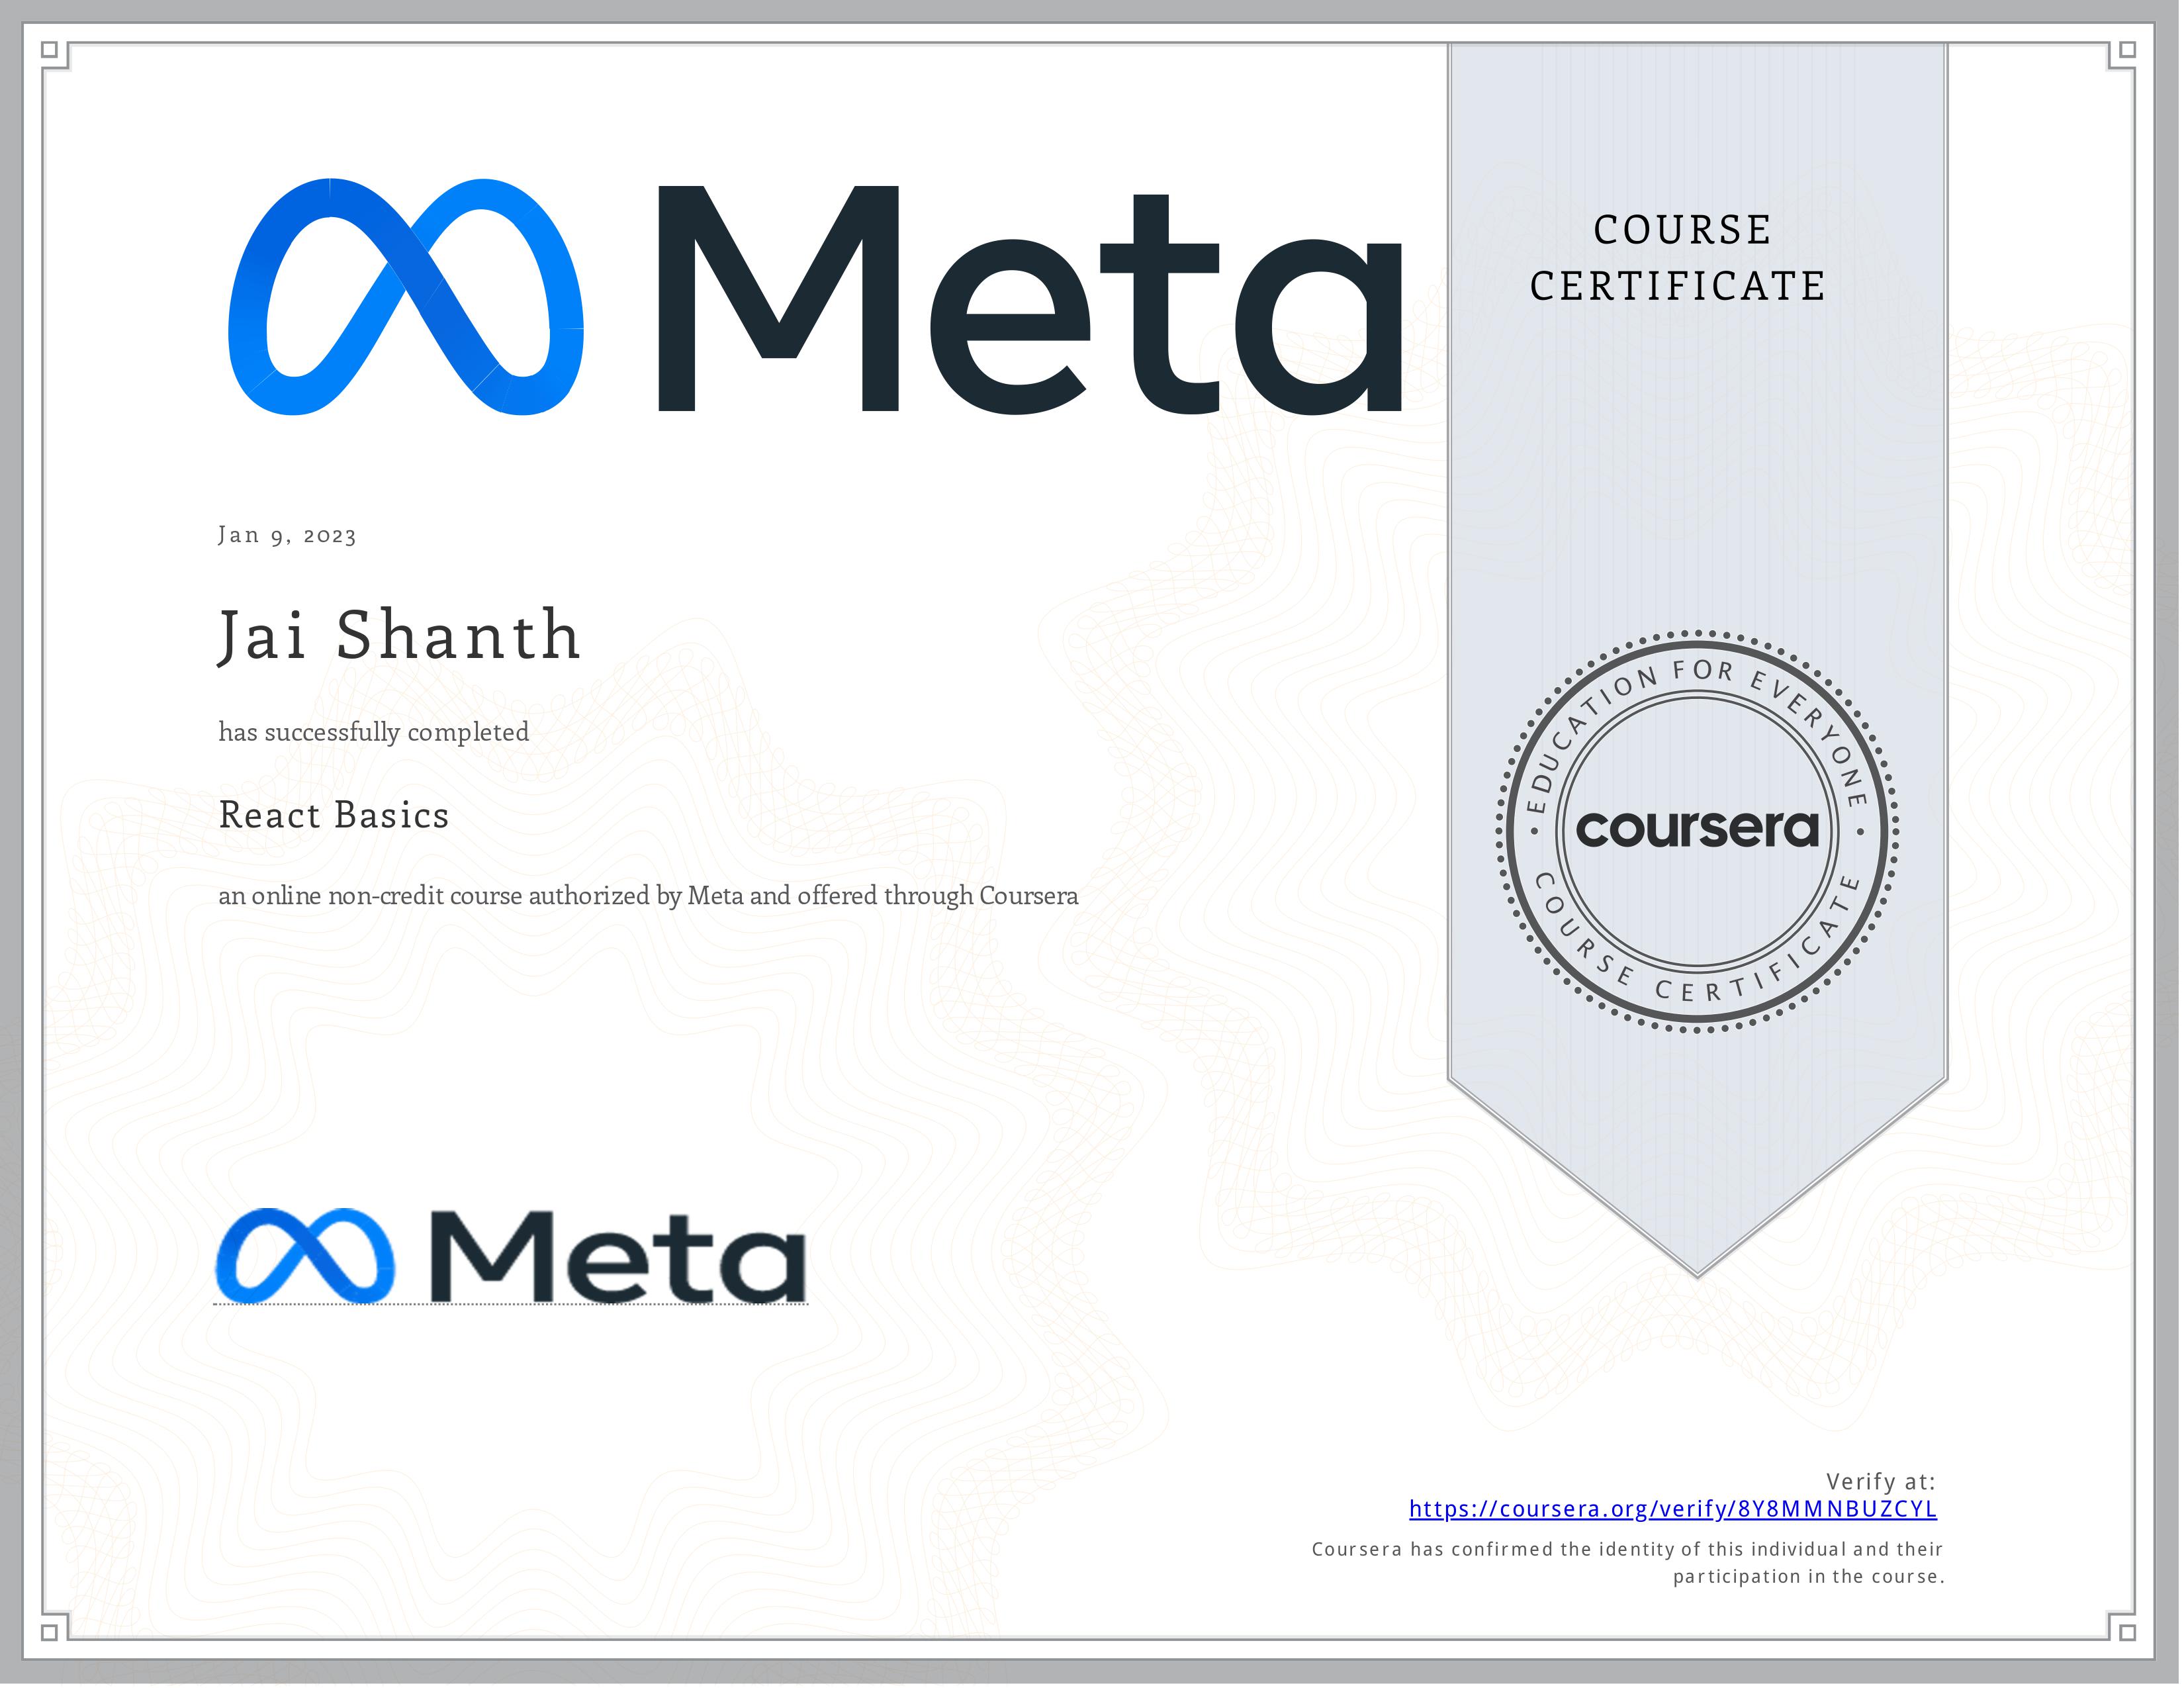 Meta
COURSE
CERTIFICATE
Jan 9, 2023
Jai Shanth
has successfully completed
React Basics
an online non-credit course authorized by Meta and offered through Coursera
EDUCATION FOR EVERYONE
coursera
COURSE CERTIFICATE
Meta
Verify at:
https://coursera.org/verify/8Y8MMNBUZCYL
Coursera has confirmed the identity of this individual and their
participation in the course.